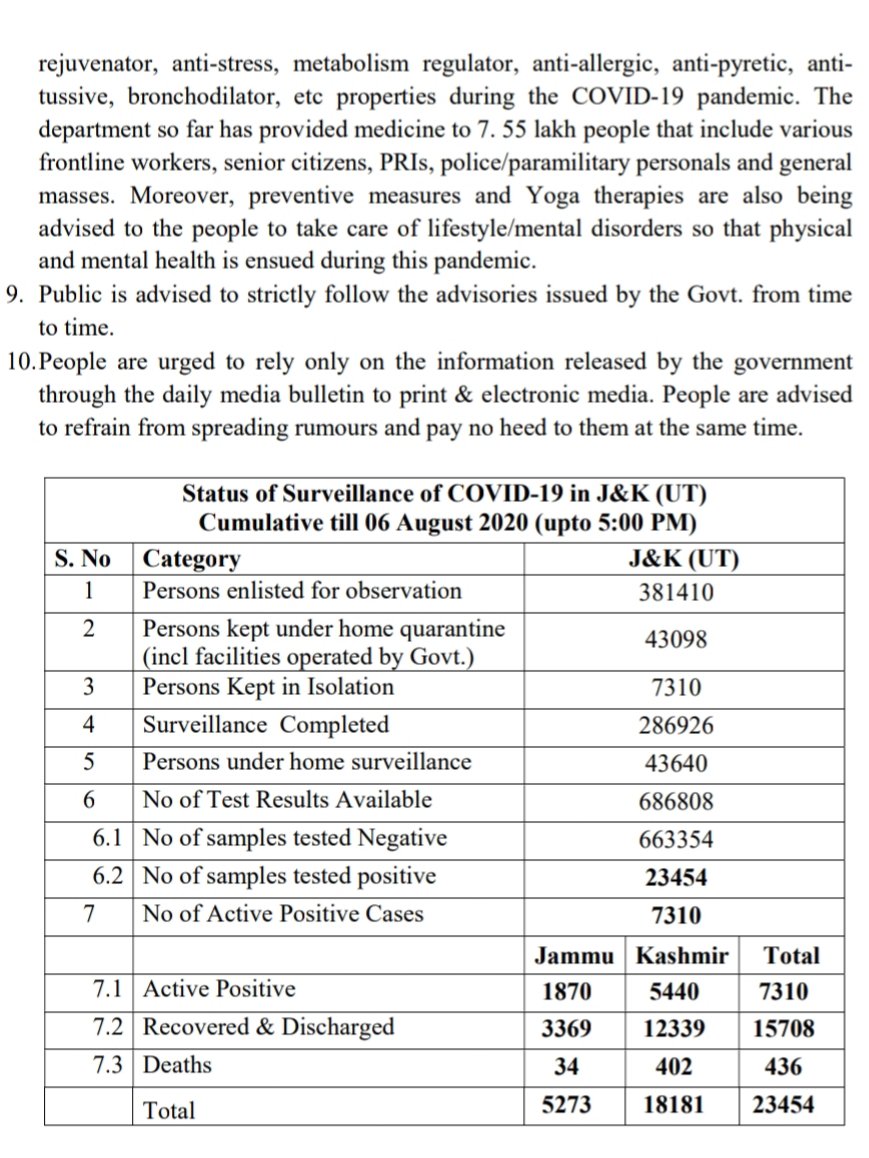 rejuvenator, anti-stress, metabolism regulator, anti-allergic, anti-pyretic, anti-
tussive, bronchodilator, etc properties during the COVID-19 pandemic. The
department so far has provided medicine to 7. 55 lakh people that include various
frontline workers, senior citizens, PRIs, police/paramilitary personals and general
masses. Moreover, preventive measures and Yoga therapies are also being
advised to the people to take care of lifestyle/mental disorders so that physical
and mental health is ensued during this pandemic.
9. Public is advised to strictly follow the advisories issued by the Govt. from time
to time.
10.People are urged to rely only on the information released by the government
through the daily media bulletin to print & electronic media. People are advised
to refrain from spreading rumours and pay no heed to them at the same time.
Status of Surveillance of COVID-19 in J&K (UT)
Cumulative till 06 August 2020 (upto 5:00 PM)
S. No Category J&K (UT)
1 Persons enlisted for observation 381410
2 Persons kept under home quarantine
(incl facilities operated by Govt.) 43098
3 Persons Kept in Isolation 7310
4 Surveillance Completed 286926
5 Persons under home surveillance 43640
6 No of Test Results Available 686808
6.1 No of samples tested Negative 663354
6.2 No of samples tested positive 23454
7 No of Active Positive Cases 7310
Jammu Kashmir Total
7.1 Active Positive 1870 5440 7310
7.2 Recovered & Discharged 3369 12339 15708
7.3 Deaths 34 402 436
Total 5273 18181 23454